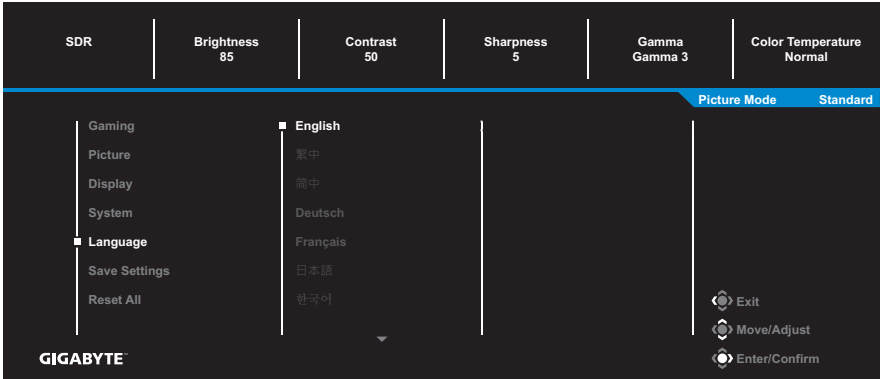 SDR
Brightness
85
Contrast
50
Sharpness
5
Gamma
Gamma 3
Color Temperature
Normal
Picture Mode Standard
Gaming
Picture
Display
System
Language
Save Settings
Reset All
English
繁中
简中
Deutsch
Français
日本語
한국어
Exit
Move/Adjust
Enter/Confirm
GIGABYTE™